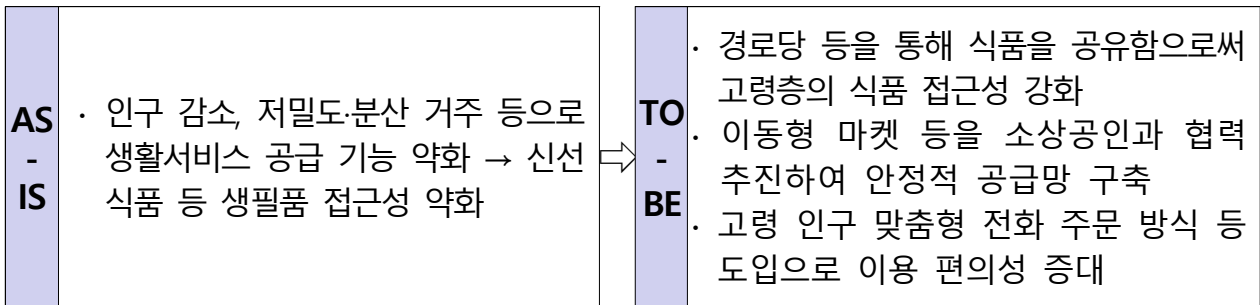 AS
-
IS
· 인구 감소, 저밀도·분산 거주 등으로
생활서비스 공급 기능 약화 → 신선
식품 등 생필품 접근성 약화
TO
-
BE
· 경로당 등을 통해 식품을 공유함으로써
고령층의 식품 접근성 강화
· 이동형 마켓 등을 소상공인과 협력
추진하여 안정적 공급망 구축
· 고령 인구 맞춤형 전화 주문 방식 등
도입으로 이용 편의성 증대